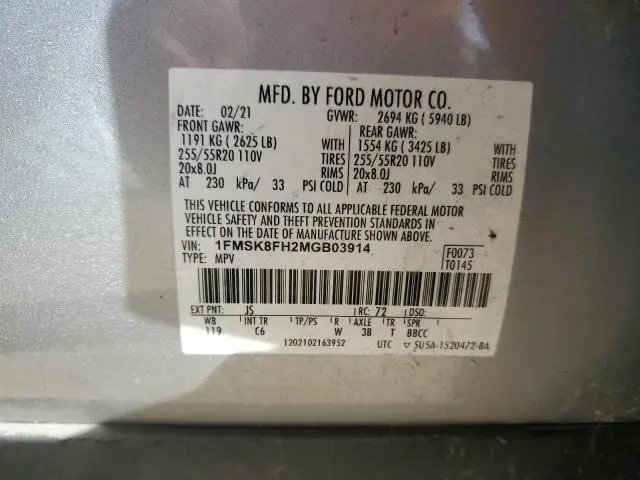 MFD. BY FORD MOTOR CO.
DATE: 02/21 GVWR: 2694 KG ( 5940 LB)
FRONT GAWR: REAR GAWR:
1191 KG ( 2625 LB) WITH 1554 KG ( 3425 LB) WITH
255/55R20 110V TIRES 255/55R20 110V TIRES
20x8.0J RIMS 20x8.0J RIMS
AT 230 kPa/ 33 PSI COLD AT 230 kPa/ 33 PSI COLD
THIS VEHICLE CONFORMS TO ALL APPLICABLE FEDERAL MOTOR
VEHICLE SAFETY AND THEFT PREVENTION STANDARDS IN
EFFECT ON THE DATE OF MANUFACTURE SHOWN ABOVE.
VIN: 1FMSK8FH2MGB03914 F0073
TYPE: MPV T0145
EXT PNT: JS RC: 72 DSO:
WB INT TR TP/PS R AXLE TR SPR
119 C6 W 3B T BBCC
1202102163952 UTC ▽ 5U5A-1520472-BA